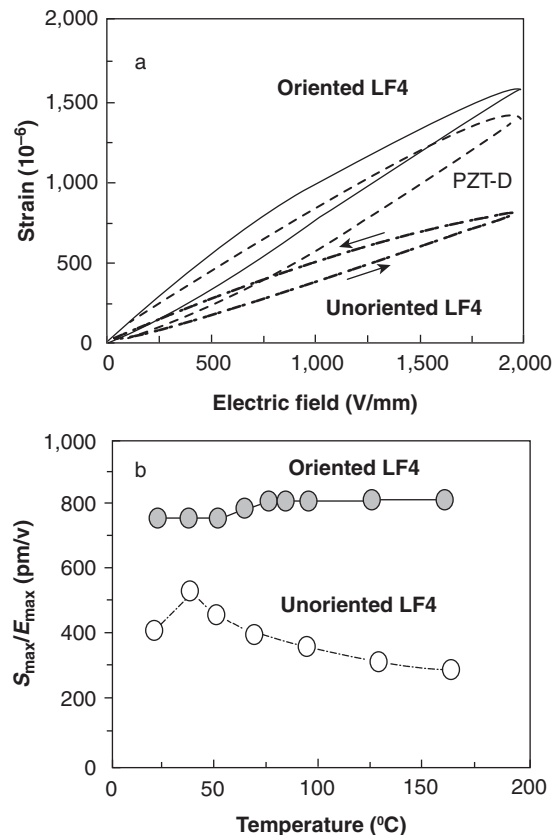 2,000
a
Oriented LF4
1,500
1,000
PZT-D
500
Unoriented LF4
0
0 500 1,000 1,500 2,000
Strain (10⁻⁶)
Electric field (V/mm)
1,000
b
Oriented LF4
800
600
Unoriented LF4
400
200
0
0 50 100 150 200
Smax/Emax (pm/v)
Temperature (⁰C)